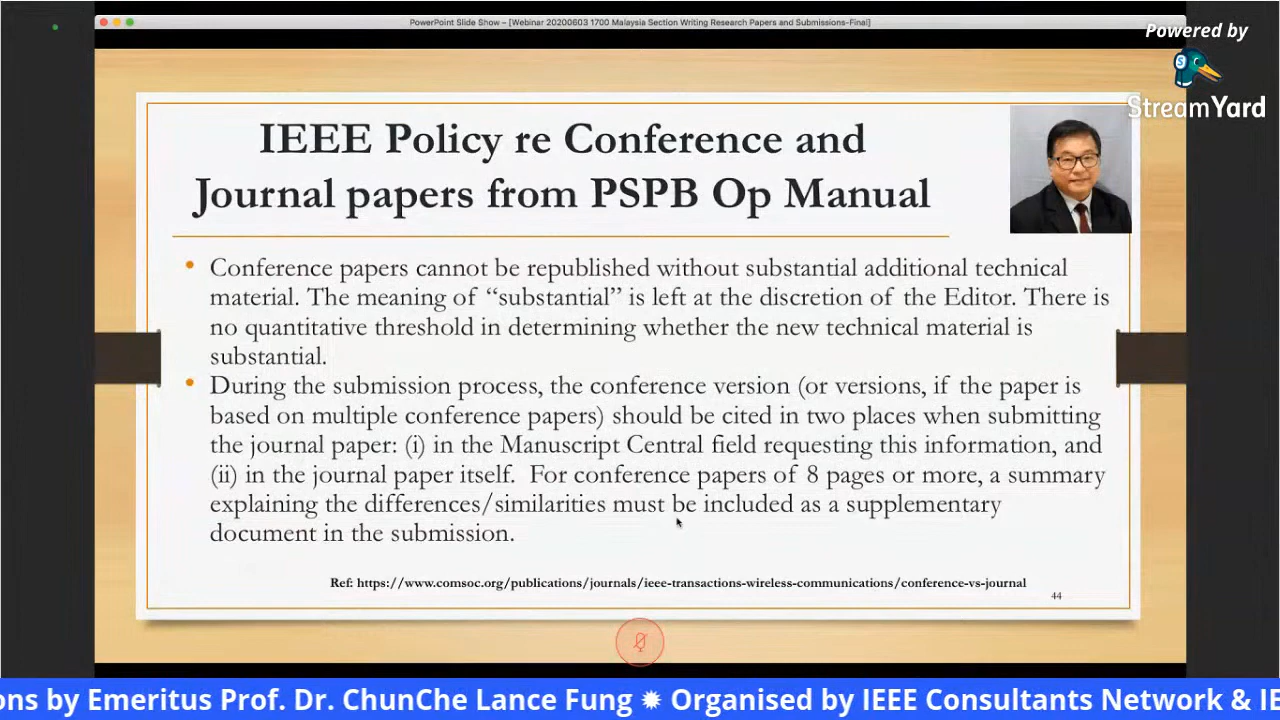 PowerPoint Slide Show – [Webinar 20200603 1700 Malaysia Section Writing Research Papers and Submissions-Final]
Powered by
StreamYard
IEEE Policy re Conference and
Journal papers from PSPB Op Manual
• Conference papers cannot be republished without substantial additional technical
material. The meaning of “substantial” is left at the discretion of the Editor. There is
no quantitative threshold in determining whether the new technical material is
substantial.
• During the submission process, the conference version (or versions, if the paper is
based on multiple conference papers) should be cited in two places when submitting
the journal paper: (i) in the Manuscript Central field requesting this information, and
(ii) in the journal paper itself. For conference papers of 8 pages or more, a summary
explaining the differences/similarities must be included as a supplementary
document in the submission.
Ref: https://www.comsoc.org/publications/journals/ieee-transactions-wireless-communications/conference-vs-journal
44
ons by Emeritus Prof. Dr. ChunChe Lance Fung ✹ Organised by IEEE Consultants Network & IE